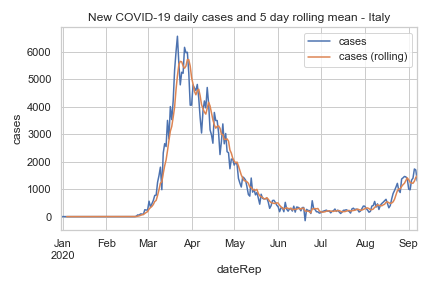 New COVID-19 daily cases and 5 day rolling mean - Italy
cases
cases (rolling)
6000
5000
4000
3000
2000
1000
0
cases
Jan Feb Mar Apr May Jun Jul Aug Sep
2020
dateRep